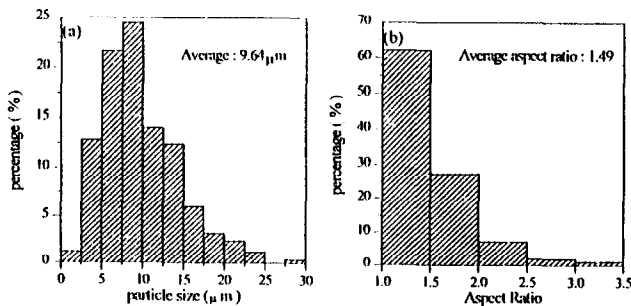 (a)
Average : 9.64μm
percentage ( % )
25
20
15
10
5
0
0 5 10 15 20 25 30
particle size ( μ m )
(b)
Average aspect ratio : 1.49
percentage ( % )
70
60
50
40
30
20
10
0
1.0 1.5 2.0 2.5 3.0 3.5
Aspect Ratio